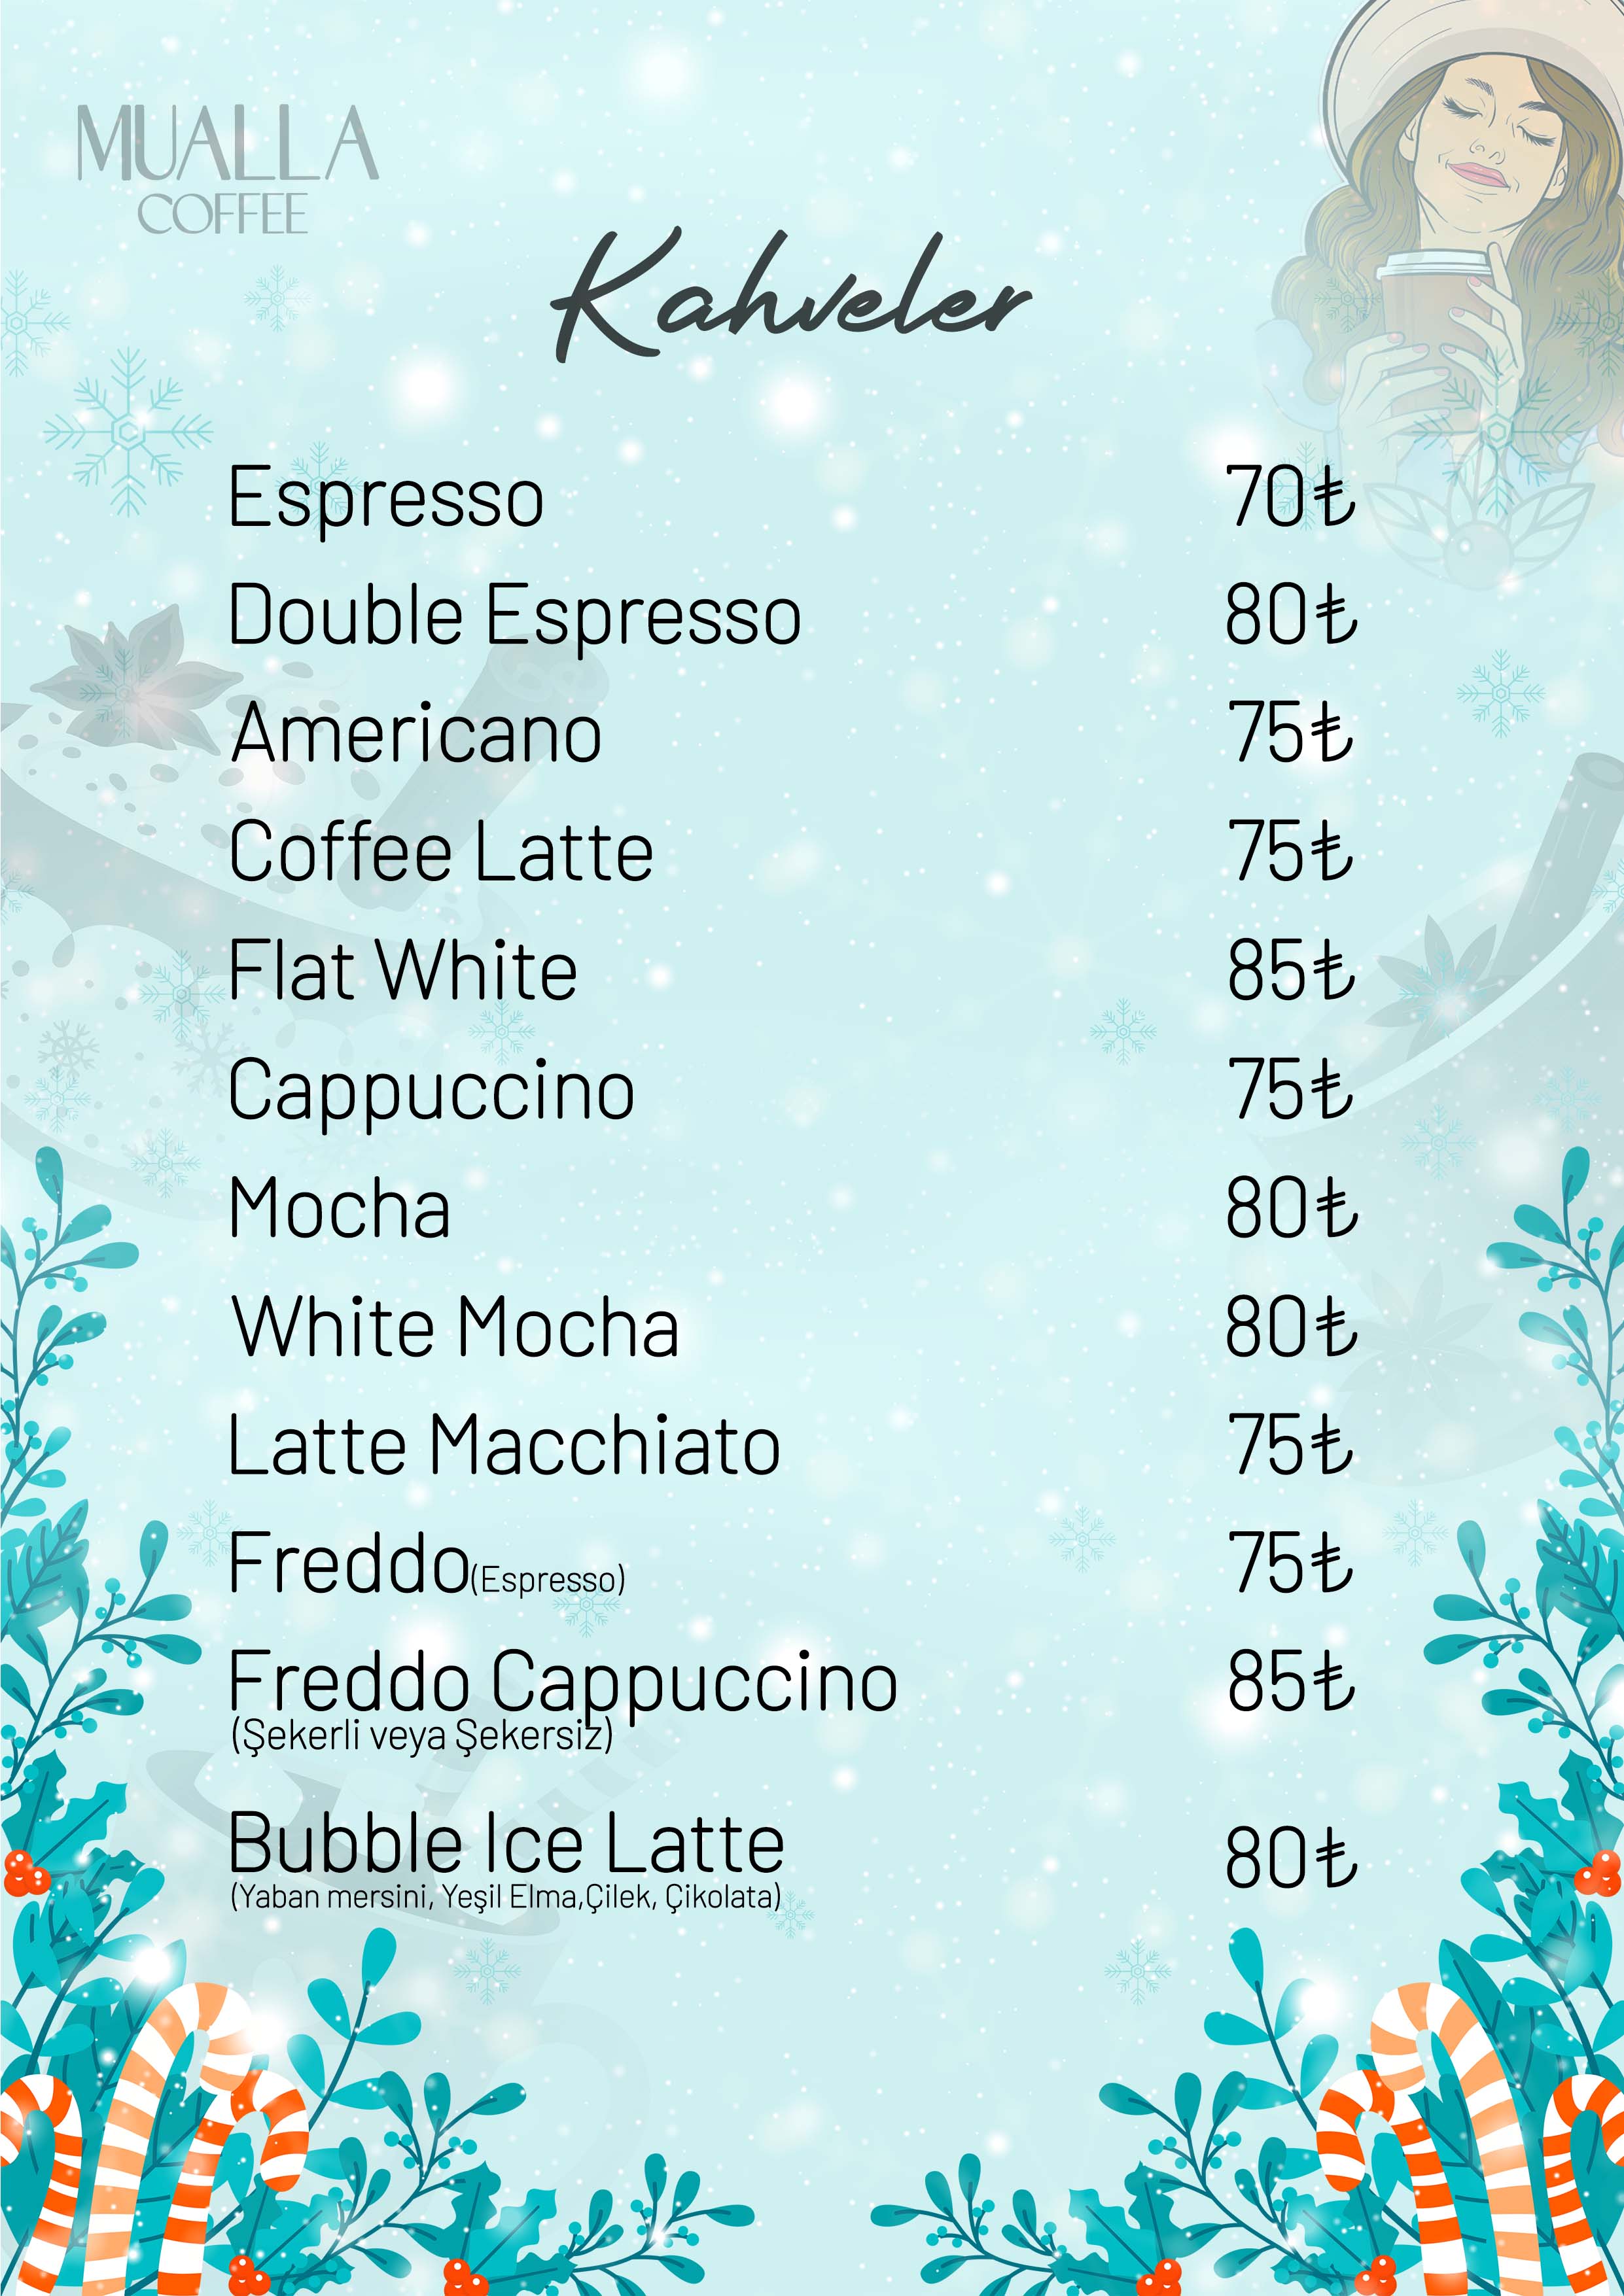 MUALLA
COFFEE
Kahveler
Espresso 70₺
Double Espresso 80₺
Americano 75₺
Coffee Latte 75₺
Flat White 85₺
Cappuccino 75₺
Mocha 80₺
White Mocha 80₺
Latte Macchiato 75₺
Freddo(Espresso) 75₺
Freddo Cappuccino 85₺
(Şekerli veya Şekersiz)
Bubble Ice Latte 80₺
(Yaban mersini, Yeşil Elma,Çilek, Çikolata)